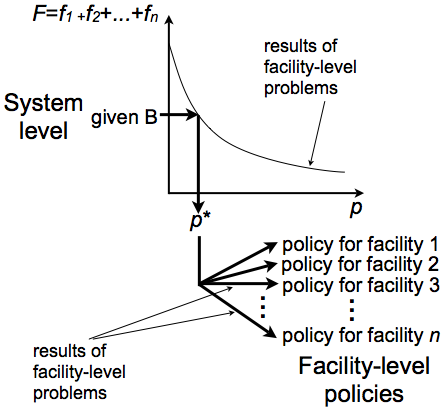 F=f1 +f2+...+fn
results of
facility-level
problems
System
level
given B
p
p*
policy for facility 1
policy for facility 2
policy for facility 3
policy for facility n
results of
facility-level
problems
Facility-level
policies